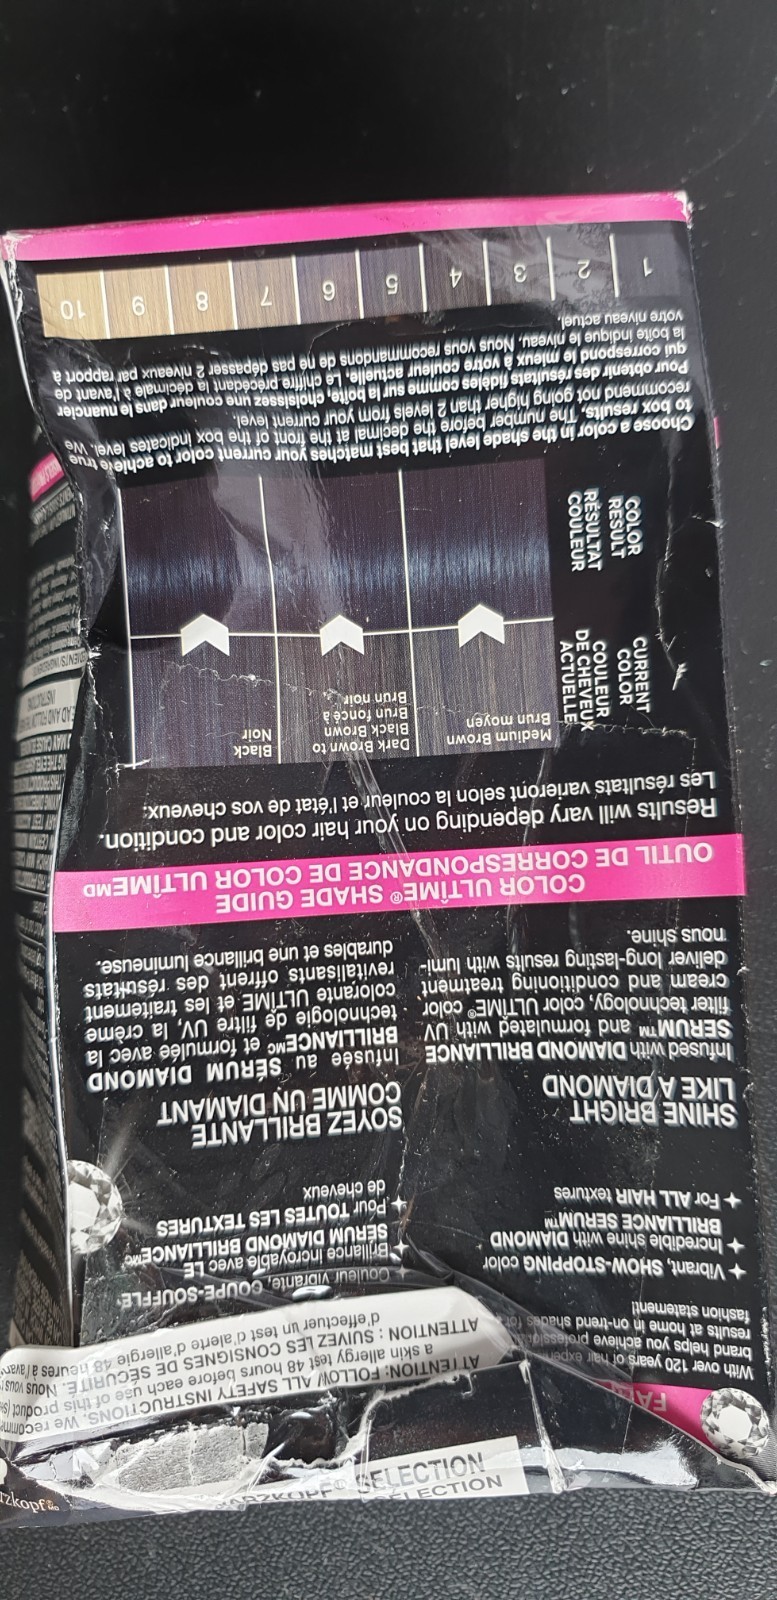 SCHWARZKOPF® SELECTION
SÉLECTION
ATTENTION: FOLLOW ALL SAFETY INSTRUCTIONS. We recomme
a skin allergy test 48 hours before each use of this product
ATTENTION : SUIVEZ LES CONSIGNES DE SÉCURITÉ. Nous vous
d'effectuer un test d'alerte d'allergie 48 heures à l'avan
With over 120 years of hair
brand helps you achieve
results at home in on-trend shades for
fashion statement!
✦ Vibrant, SHOW-STOPPING color
✦ Incredible shine with DIAMOND
BRILLIANCE SERUM™
✦ For ALL HAIR textures
Couleur vibrante, COUPE-SOUFFLE
✦ Brillance incroyable avec LE
SÉRUM DIAMOND BRILLIANCEᴹᶜ
✦ Pour TOUTES LES TEXTURES
de cheveux
SHINE BRIGHT
LIKE A DIAMOND
Infused with DIAMOND BRILLIANCE
SERUM™ and formulated with UV
filter technology, color ULTÎME® color
cream and conditioning treatment
deliver long-lasting results with lumi-
nous shine.
SOYEZ BRILLANTE
COMME UN DIAMANT
Infusée au SÉRUM DIAMOND
BRILLIANCEᴹᶜ et formulée avec la
technologie de filtre UV, la crème
colorante ULTÎME et les traitements
revitalisants offrent des résultats
durables et une brillance lumineuse.
COLOR ULTÎME® SHADE GUIDE
OUTIL DE CORRESPONDANCE DE COLOR ULTÎMEᴹᴰ
Results will vary depending on your hair color and condition.
Les résultats varieront selon la couleur et l'état de vos cheveux.
CURRENT
COLOR
COULEUR
DE CHEVEUX
ACTUELLE
Medium Brown
Brun moyen
Dark Brown to
Black Brown
Brun foncé à
Brun noir
Black
Noir
COLOR
RESULT
RÉSULTAT
COULEUR
Choose a color in the shade level that best matches your current color to achieve true
to box results. The number before the decimal at the front of the box indicates level. We
recommend not going higher than 2 levels from your current level.
Pour obtenir des résultats fidèles comme sur la boîte, choisissez une couleur dans le nuancier
qui correspond le mieux à votre couleur actuelle. Le chiffre précédant la décimale à l'avant de
la boîte indique le niveau. Nous vous recommandons de ne pas dépasser 2 niveaux par rapport à
votre niveau actuel.
1 2 3 4 5 6 7 8 9 10